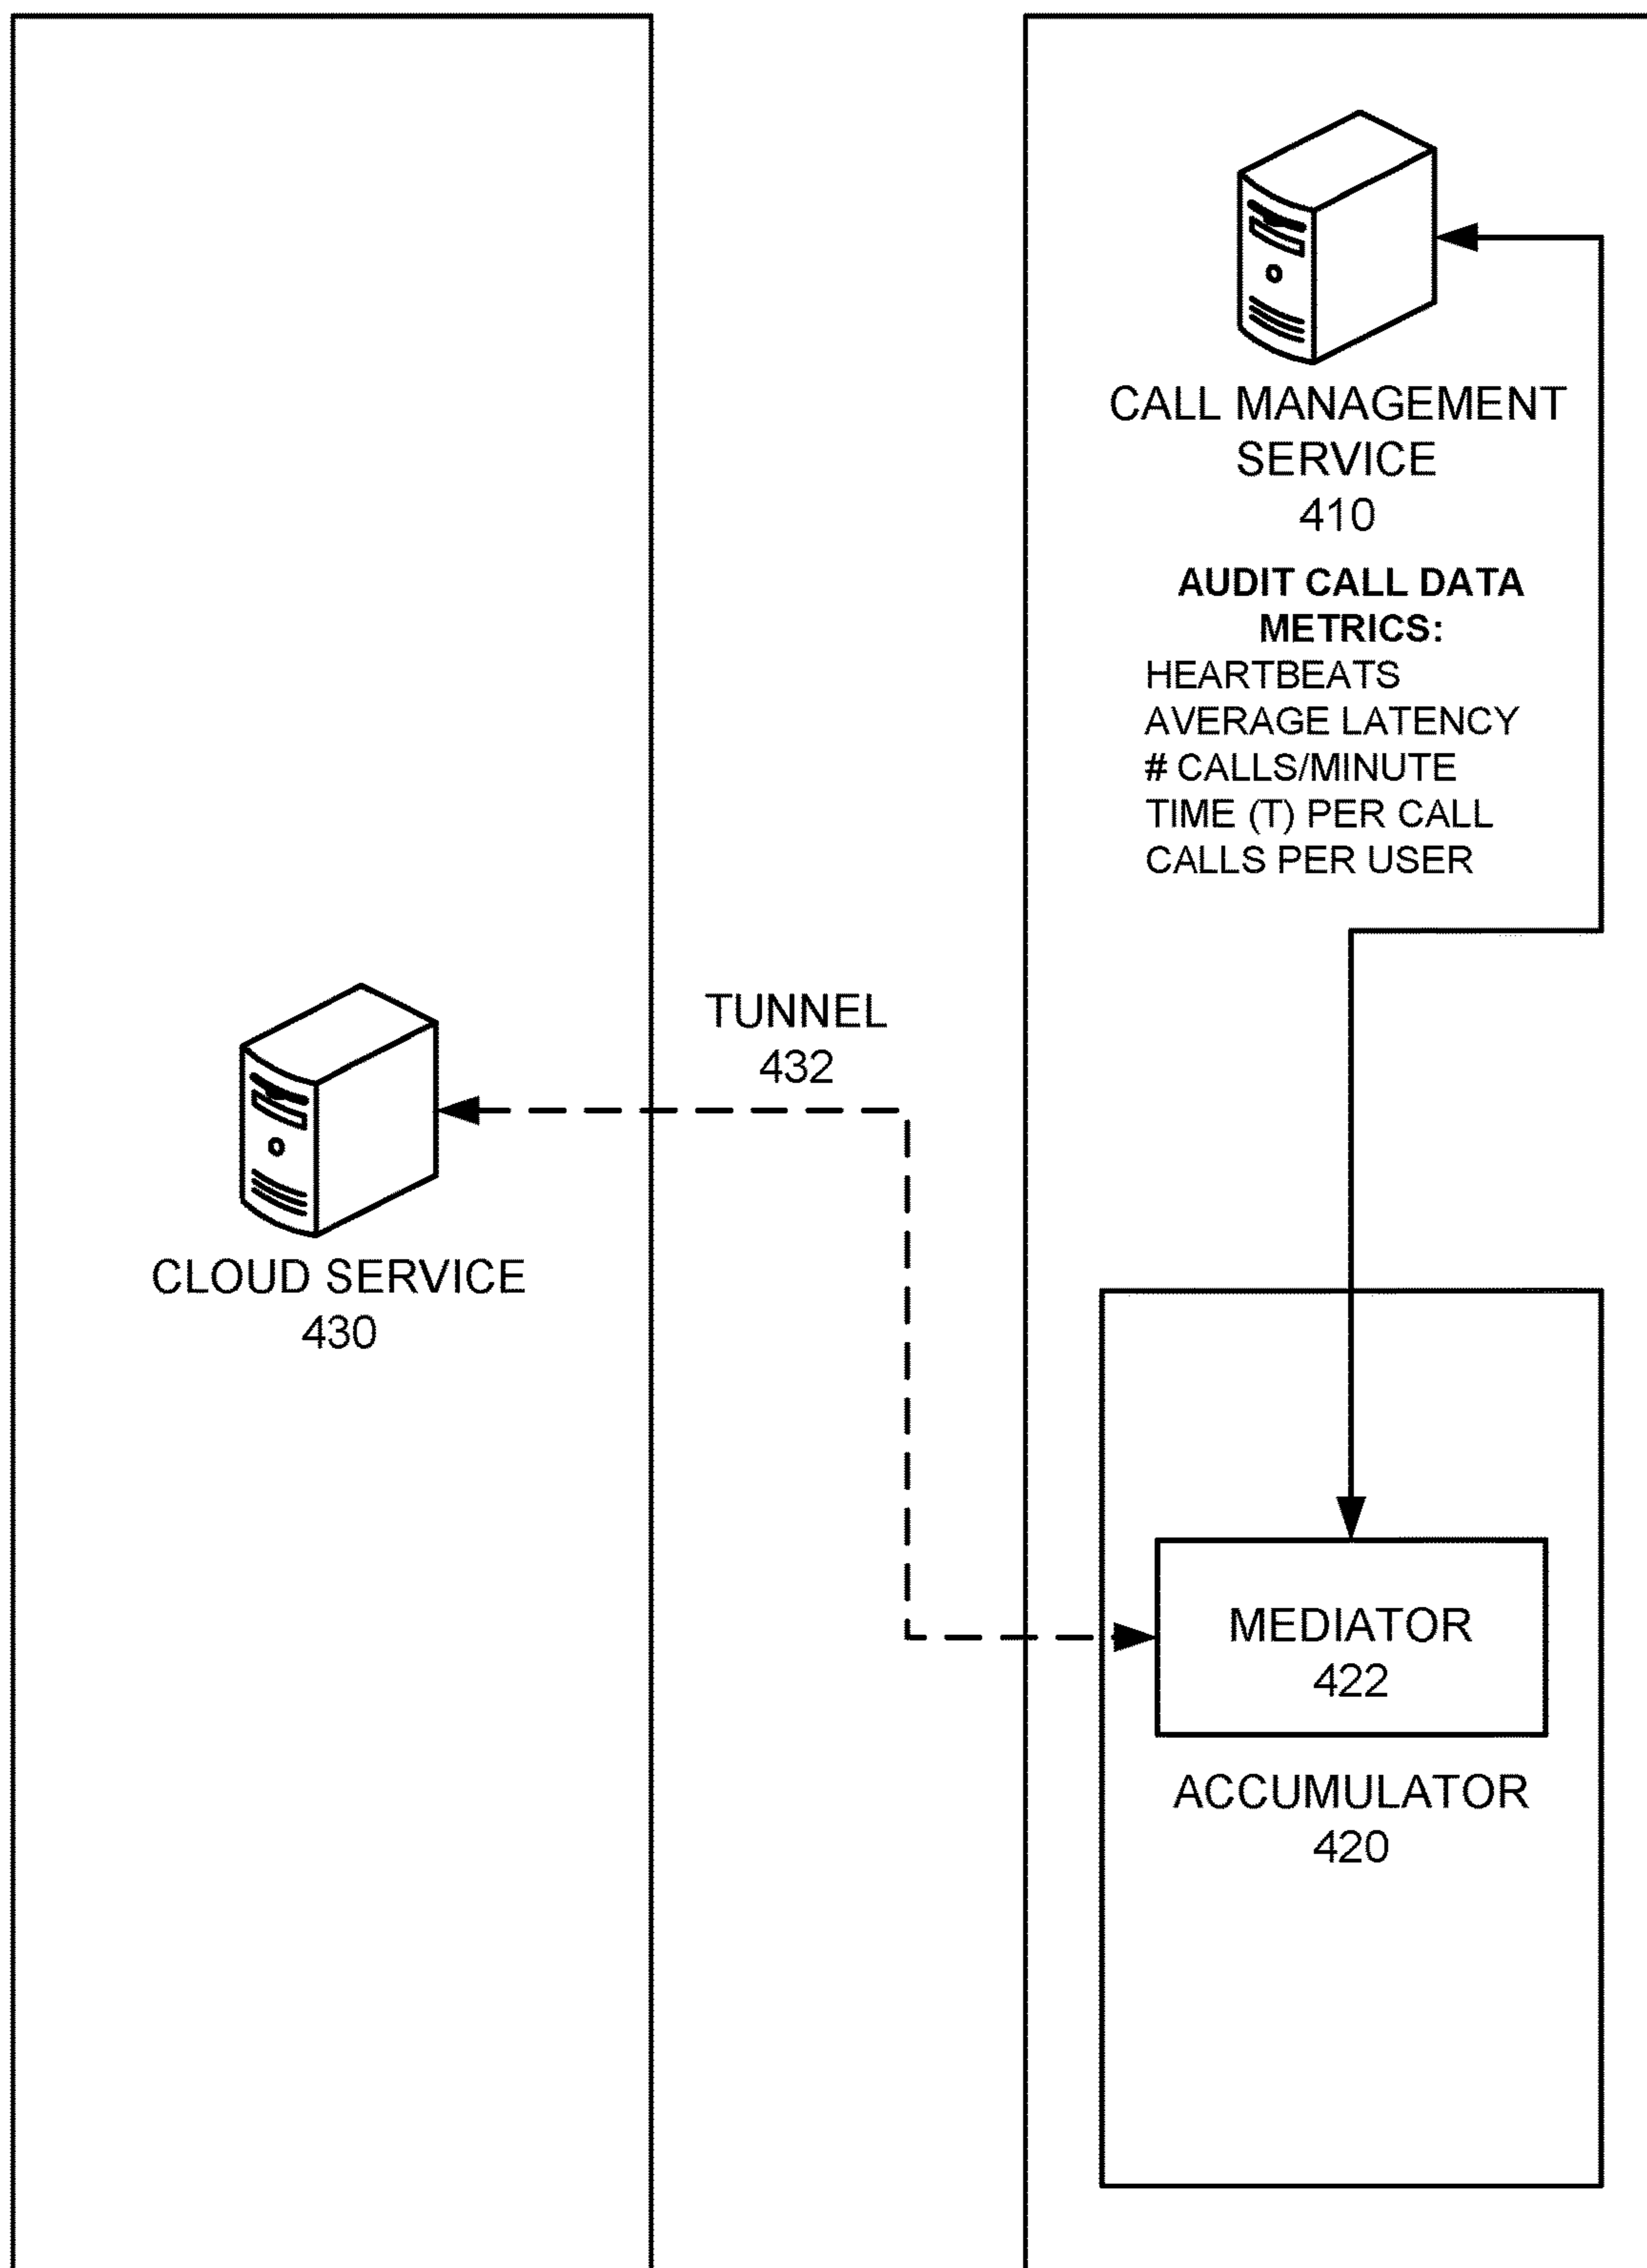 CALL MANAGEMENT
SERVICE
410
AUDIT CALL DATA
METRICS:
HEARTBEATS
AVERAGE LATENCY
# CALLS/MINUTE
TIME (T) PER CALL
CALLS PER USER
TUNNEL
432
CLOUD SERVICE
430
MEDIATOR
422
ACCUMULATOR
420